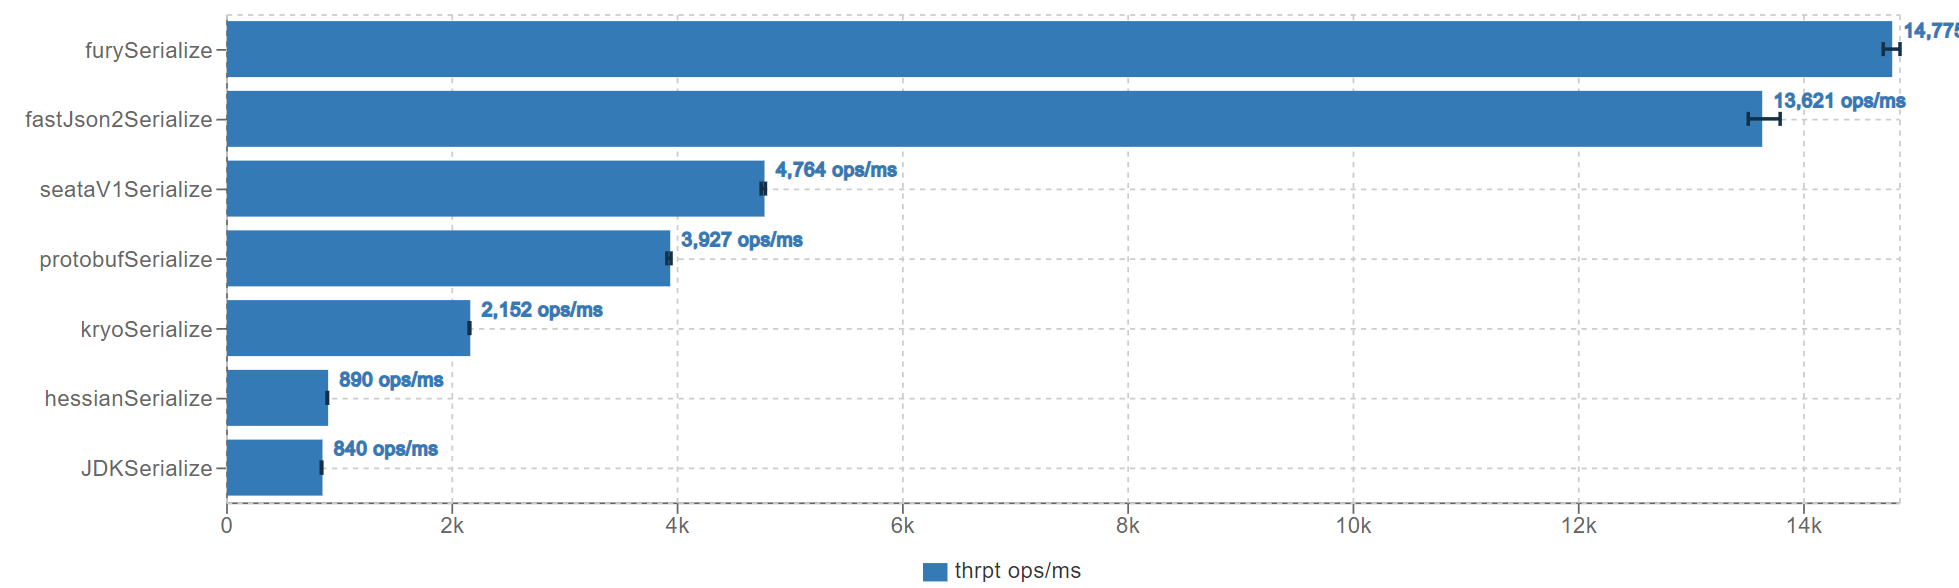 furySerialize
14,775
fastJson2Serialize
13,621 ops/ms
seataV1Serialize
4,764 ops/ms
protobufSerialize
3,927 ops/ms
kryoSerialize
2,152 ops/ms
hessianSerialize
890 ops/ms
JDKSerialize
840 ops/ms
0 2k 4k 6k 8k 10k 12k 14k
thrpt ops/ms